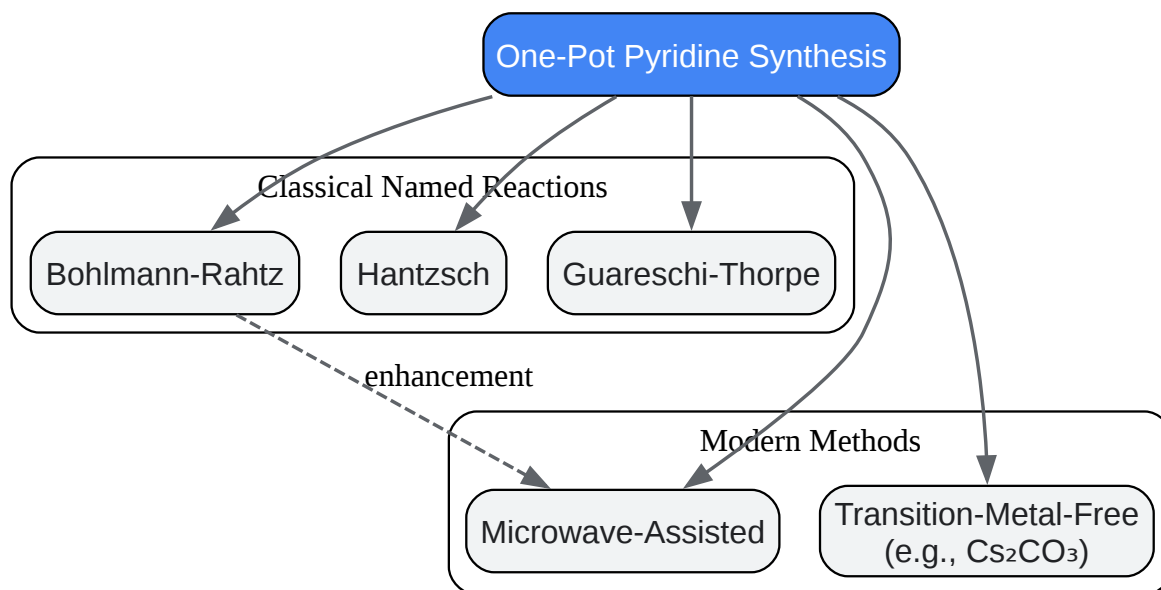 One-Pot Pyridine Synthesis
Classical Named Reactions
Bohlmann-Rahtz
Hantzsch
Guareschi-Thorpe
enhancement
Modern Methods
Microwave-Assisted
Transition-Metal-Free
(e.g., Cs₂CO₃)